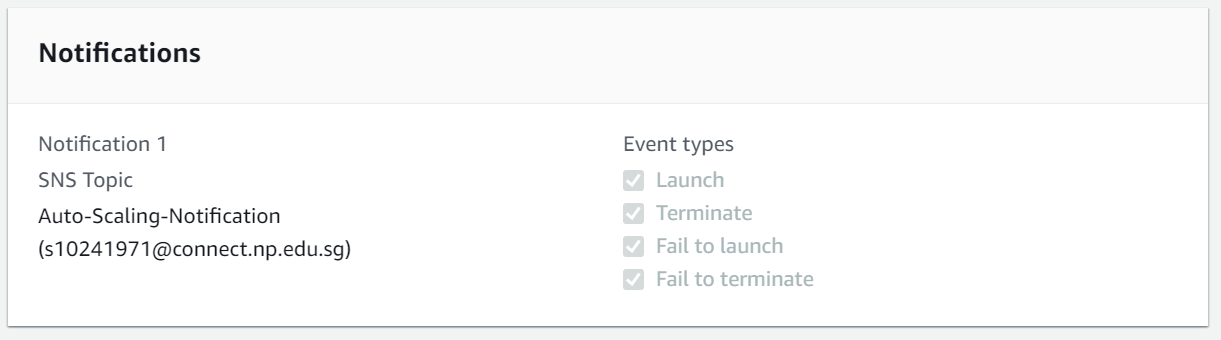 Notifications
Notification 1
SNS Topic
Auto-Scaling-Notification
(s10241971@connect.np.edu.sg)
Event types
Launch
Terminate
Fail to launch
Fail to terminate